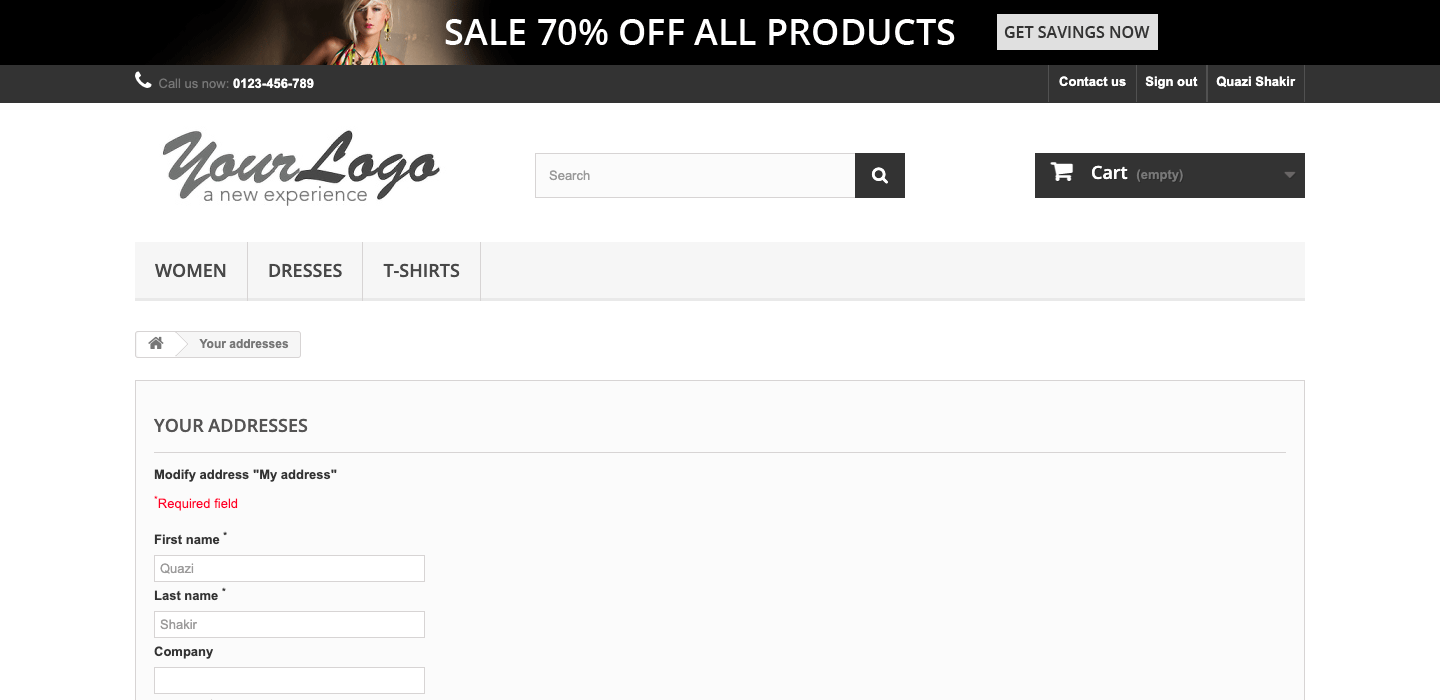 SALE 70% OFF ALL PRODUCTS GET SAVINGS NOW
Call us now: 0123-456-789 Contact us Sign out Quazi Shakir
YourLogo
a new experience
Search
Cart (empty)
WOMEN DRESSES T-SHIRTS
Your addresses
YOUR ADDRESSES
Modify address "My address"
*Required field
First name *
Quazi
Last name *
Shakir
Company